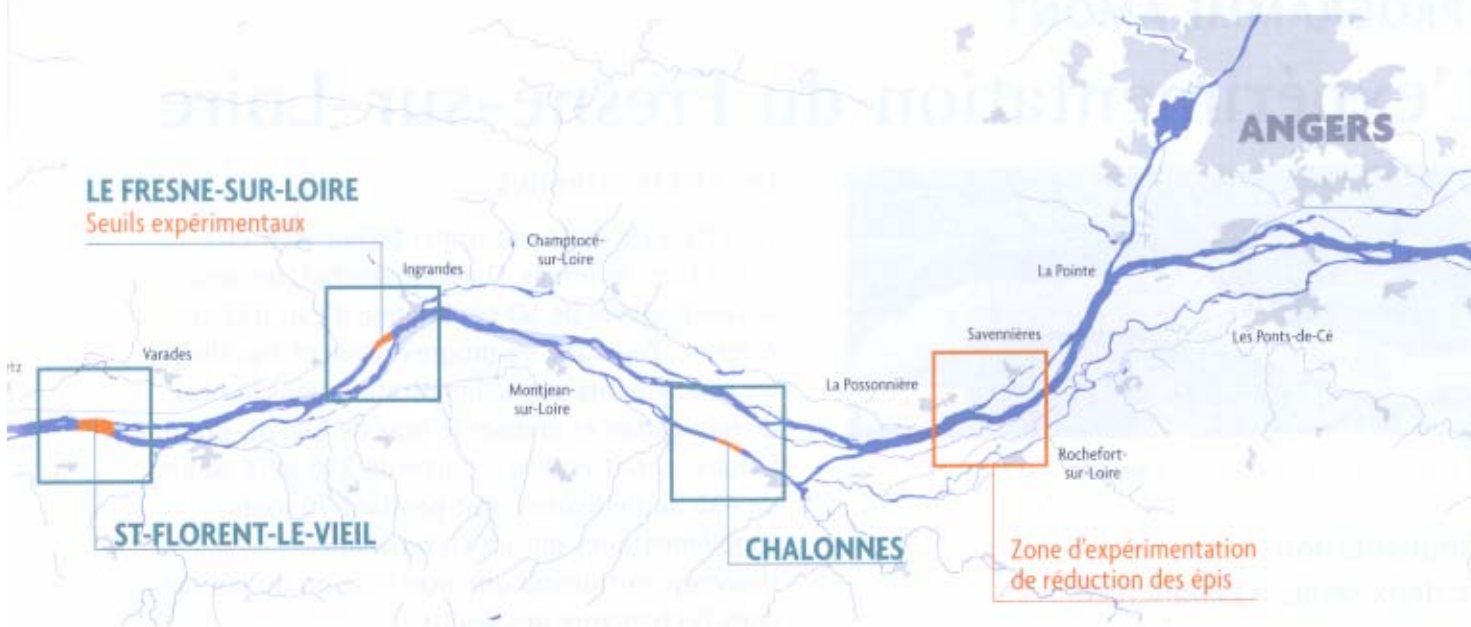 ANGERS
LE FRESNE-SUR-LOIRE
Seuils expérimentaux
Champtocé-
sur-Loire
Ingrandes
La Pointe
Savennières
Les Ponts-de-Cé
Varades
etz
La Possonnière
Montjean-
sur-Loire
Rochefort-
sur-Loire
ST-FLORENT-LE-VIEIL
CHALONNES
Zone d'expérimentation
de réduction des épis